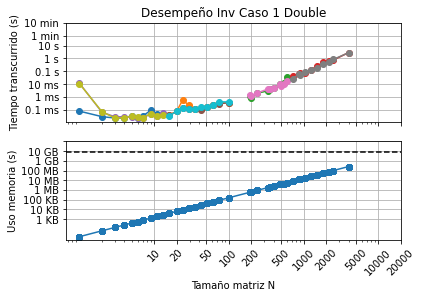 Desempeño Inv Caso 1 Double
Tiempo transcurrido (s)
10 min
1 min
10 s
1 s
0.1 s
10 ms
1 ms
0.1 ms
Uso memoria (s)
10 GB
1 GB
100 MB
10 MB
1 MB
100 KB
10 KB
1 KB
10 20 50 100 200 500 1000 2000 5000 10000 20000
Tamaño matriz N